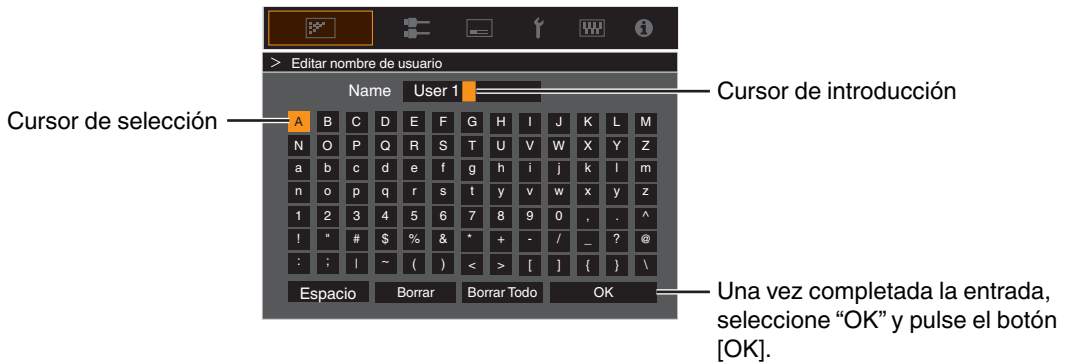 > Editar nombre de usuario
Name User 1
Cursor de introducción
Cursor de selección
A B C D E F G H I J K L M
N O P Q R S T U V W X Y Z
a b c d e f g h i j k l m
n o p q r s t y v w x y z
1 2 3 4 5 6 7 8 9 0 , . ^
! " # $ % & * + - / _ ? @
: ; | ~ ( ) < > [ ] { } \
Espacio Borrar Borrar Todo OK
Una vez completada la entrada,
seleccione “OK” y pulse el botón
[OK].